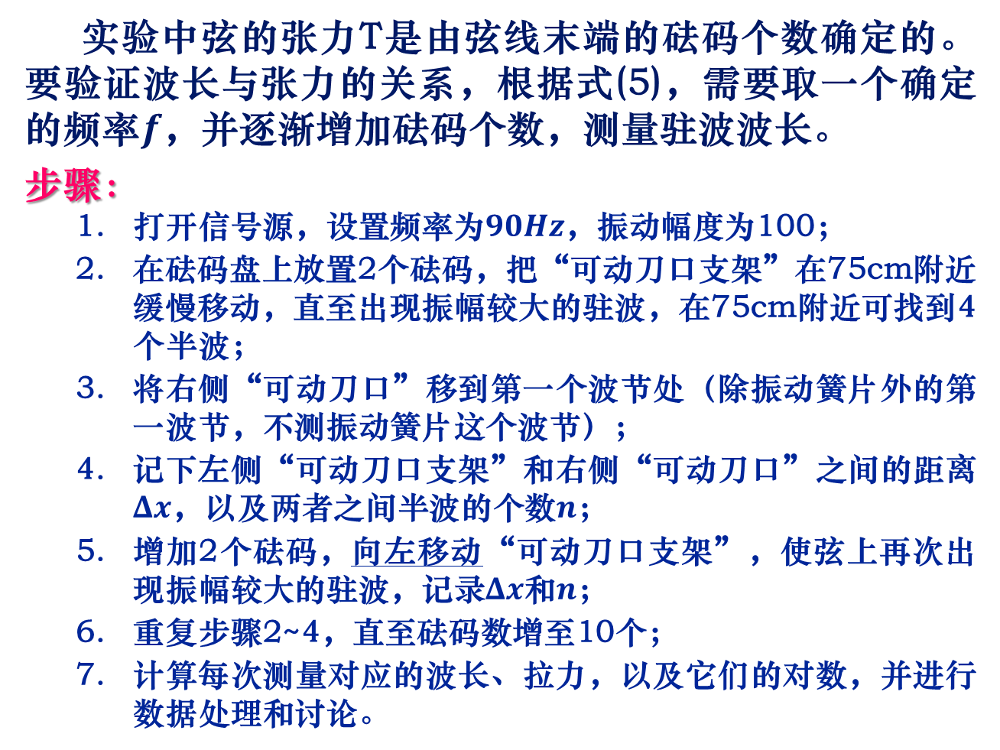 实验中弦的张力T是由弦线末端的砝码个数确定的。
要验证波长与张力的关系，根据式(5)，需要取一个确定
的频率f，并逐渐增加砝码个数，测量驻波波长。
步骤：
1. 打开信号源，设置频率为90Hz，振动幅度为100；
2. 在砝码盘上放置2个砝码，把“可动刀口支架”在75cm附近
缓慢移动，直至出现振幅较大的驻波，在75cm附近可找到4
个半波；
3. 将右侧“可动刀口”移到第一个波节处（除振动簧片外的第
一波节，不测振动簧片这个波节）；
4. 记下左侧“可动刀口支架”和右侧“可动刀口”之间的距离
Δx，以及两者之间半波的个数n；
5. 增加2个砝码，向左移动“可动刀口支架”，使弦上再次出
现振幅较大的驻波，记录Δx和n；
6. 重复步骤2~4，直至砝码数增至10个；
7. 计算每次测量对应的波长、拉力，以及它们的对数，并进行
数据处理和讨论。